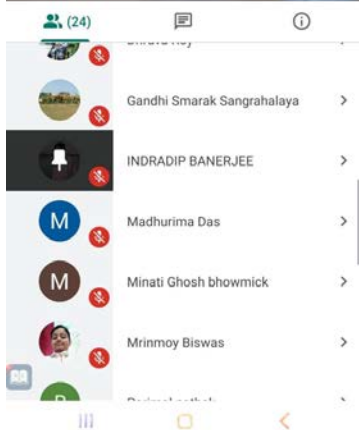 (24)
Gandhi Smarak Sangrahalaya
INDRADIP BANERJEE
M
Madhurima Das
M
Minati Ghosh bhowmick
Mrinmoy Biswas